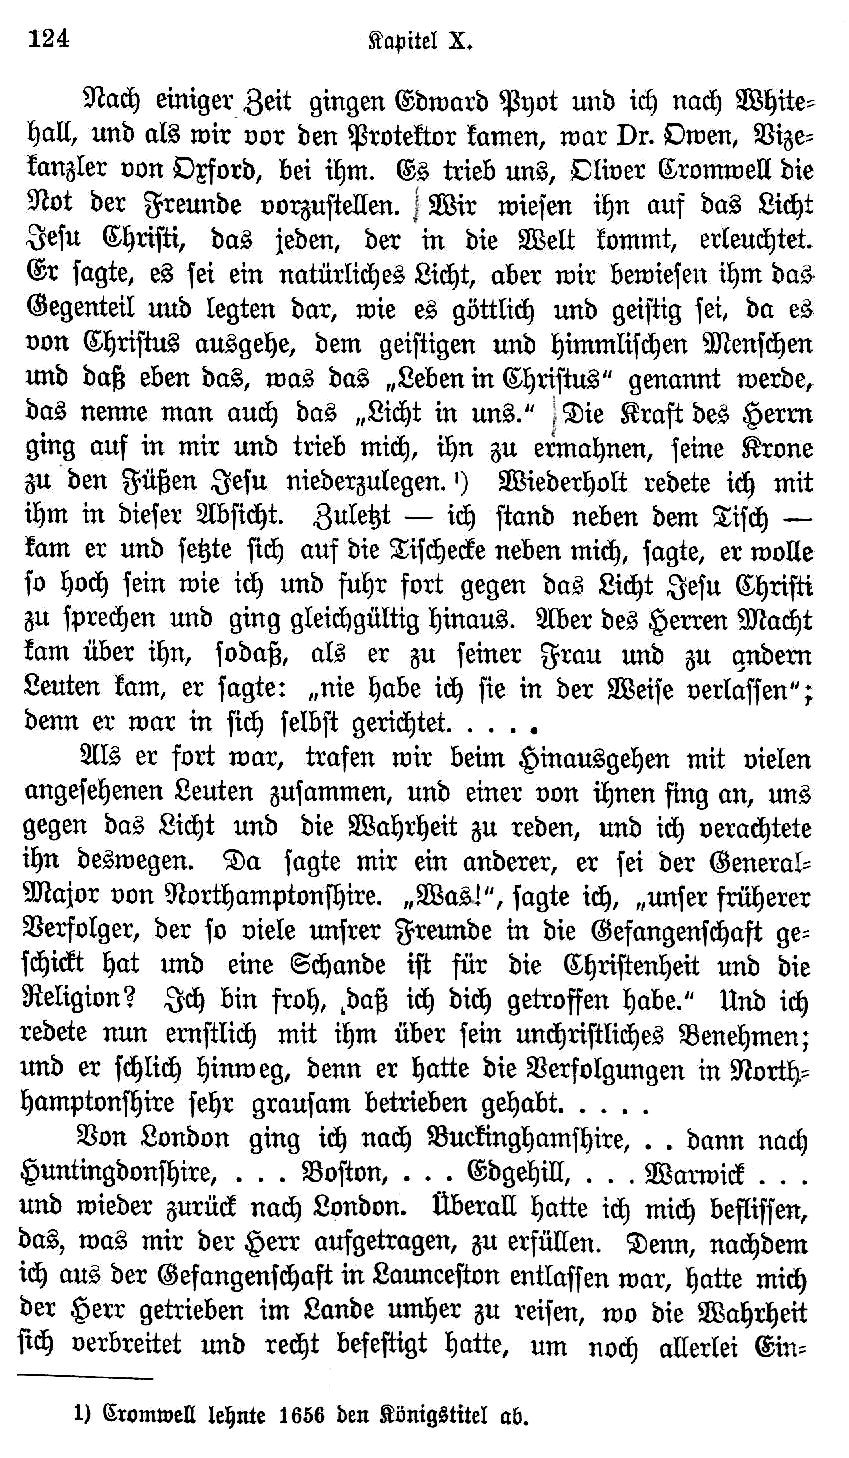 124 Kapitel X.
Nach einiger Zeit gingen Edward Pyot und ich nach White-
hall, und als wir vor den Protektor kamen, war Dr. Owen, Vize-
kanzler von Oxford, bei ihm. Es trieb uns, Oliver Cromwell die
Not der Freunde vorzustellen. Wir wiesen ihn auf das Licht
Jesu Christi, das jeden, der in die Welt kommt, erleuchtet.
Er sagte, es sei ein natürliches Licht, aber wir bewiesen ihm das
Gegenteil uud legten dar, wie es göttlich und geistig sei, da es
von Christus ausgehe, dem geistigen und himmlischen Menschen
und daß eben das, was das „Leben in Christus“ genannt werde,
das nenne man auch das „Licht in uns.“ Die Kraft des Herrn
ging auf in mir und trieb mich, ihn zu ermahnen, seine Krone
zu den Füßen Jesu niederzulegen.¹) Wiederholt redete ich mit
ihm in dieser Absicht. Zuletzt — ich stand neben dem Tisch —
kam er und setzte sich auf die Tischecke neben mich, sagte, er wolle
so hoch sein wie ich und fuhr fort gegen das Licht Jesu Christi
zu sprechen und ging gleichgültig hinaus. Aber des Herren Macht
kam über ihn, sodaß, als er zu seiner Frau und zu andern
Leuten kam, er sagte: „nie habe ich sie in der Weise verlassen“;
denn er war in sich selbst gerichtet. . . . .
Als er fort war, trafen wir beim Hinausgehen mit vielen
angesehenen Leuten zusammen, und einer von ihnen fing an, uns
gegen das Licht und die Wahrheit zu reden, und ich verachtete
ihn deswegen. Da sagte mir ein anderer, er sei der General-
Major von Northamptonshire. „Was!“, sagte ich, „unser früherer
Verfolger, der so viele unsrer Freunde in die Gefangenschaft ge-
schickt hat und eine Schande ist für die Christenheit und die
Religion? Ich bin froh, daß ich dich getroffen habe.“ Und ich
redete nun ernstlich mit ihm über sein unchristliches Benehmen;
und er schlich hinweg, denn er hatte die Verfolgungen in North-
hamptonshire sehr grausam betrieben gehabt. . . . .
Von London ging ich nach Buckinghamshire, . . dann nach
Huntingdonshire, . . . Boston, . . . Edgehill, . . . Warwick . . .
und wieder zurück nach London. Überall hatte ich mich beflissen,
das, was mir der Herr aufgetragen, zu erfüllen. Denn, nachdem
ich aus der Gefangenschaft in Launceston entlassen war, hatte mich
der Herr getrieben im Lande umher zu reisen, wo die Wahrheit
sich verbreitet und recht befestigt hatte, um noch allerlei Ein-
1) Cromwell lehnte 1656 den Königstitel ab.